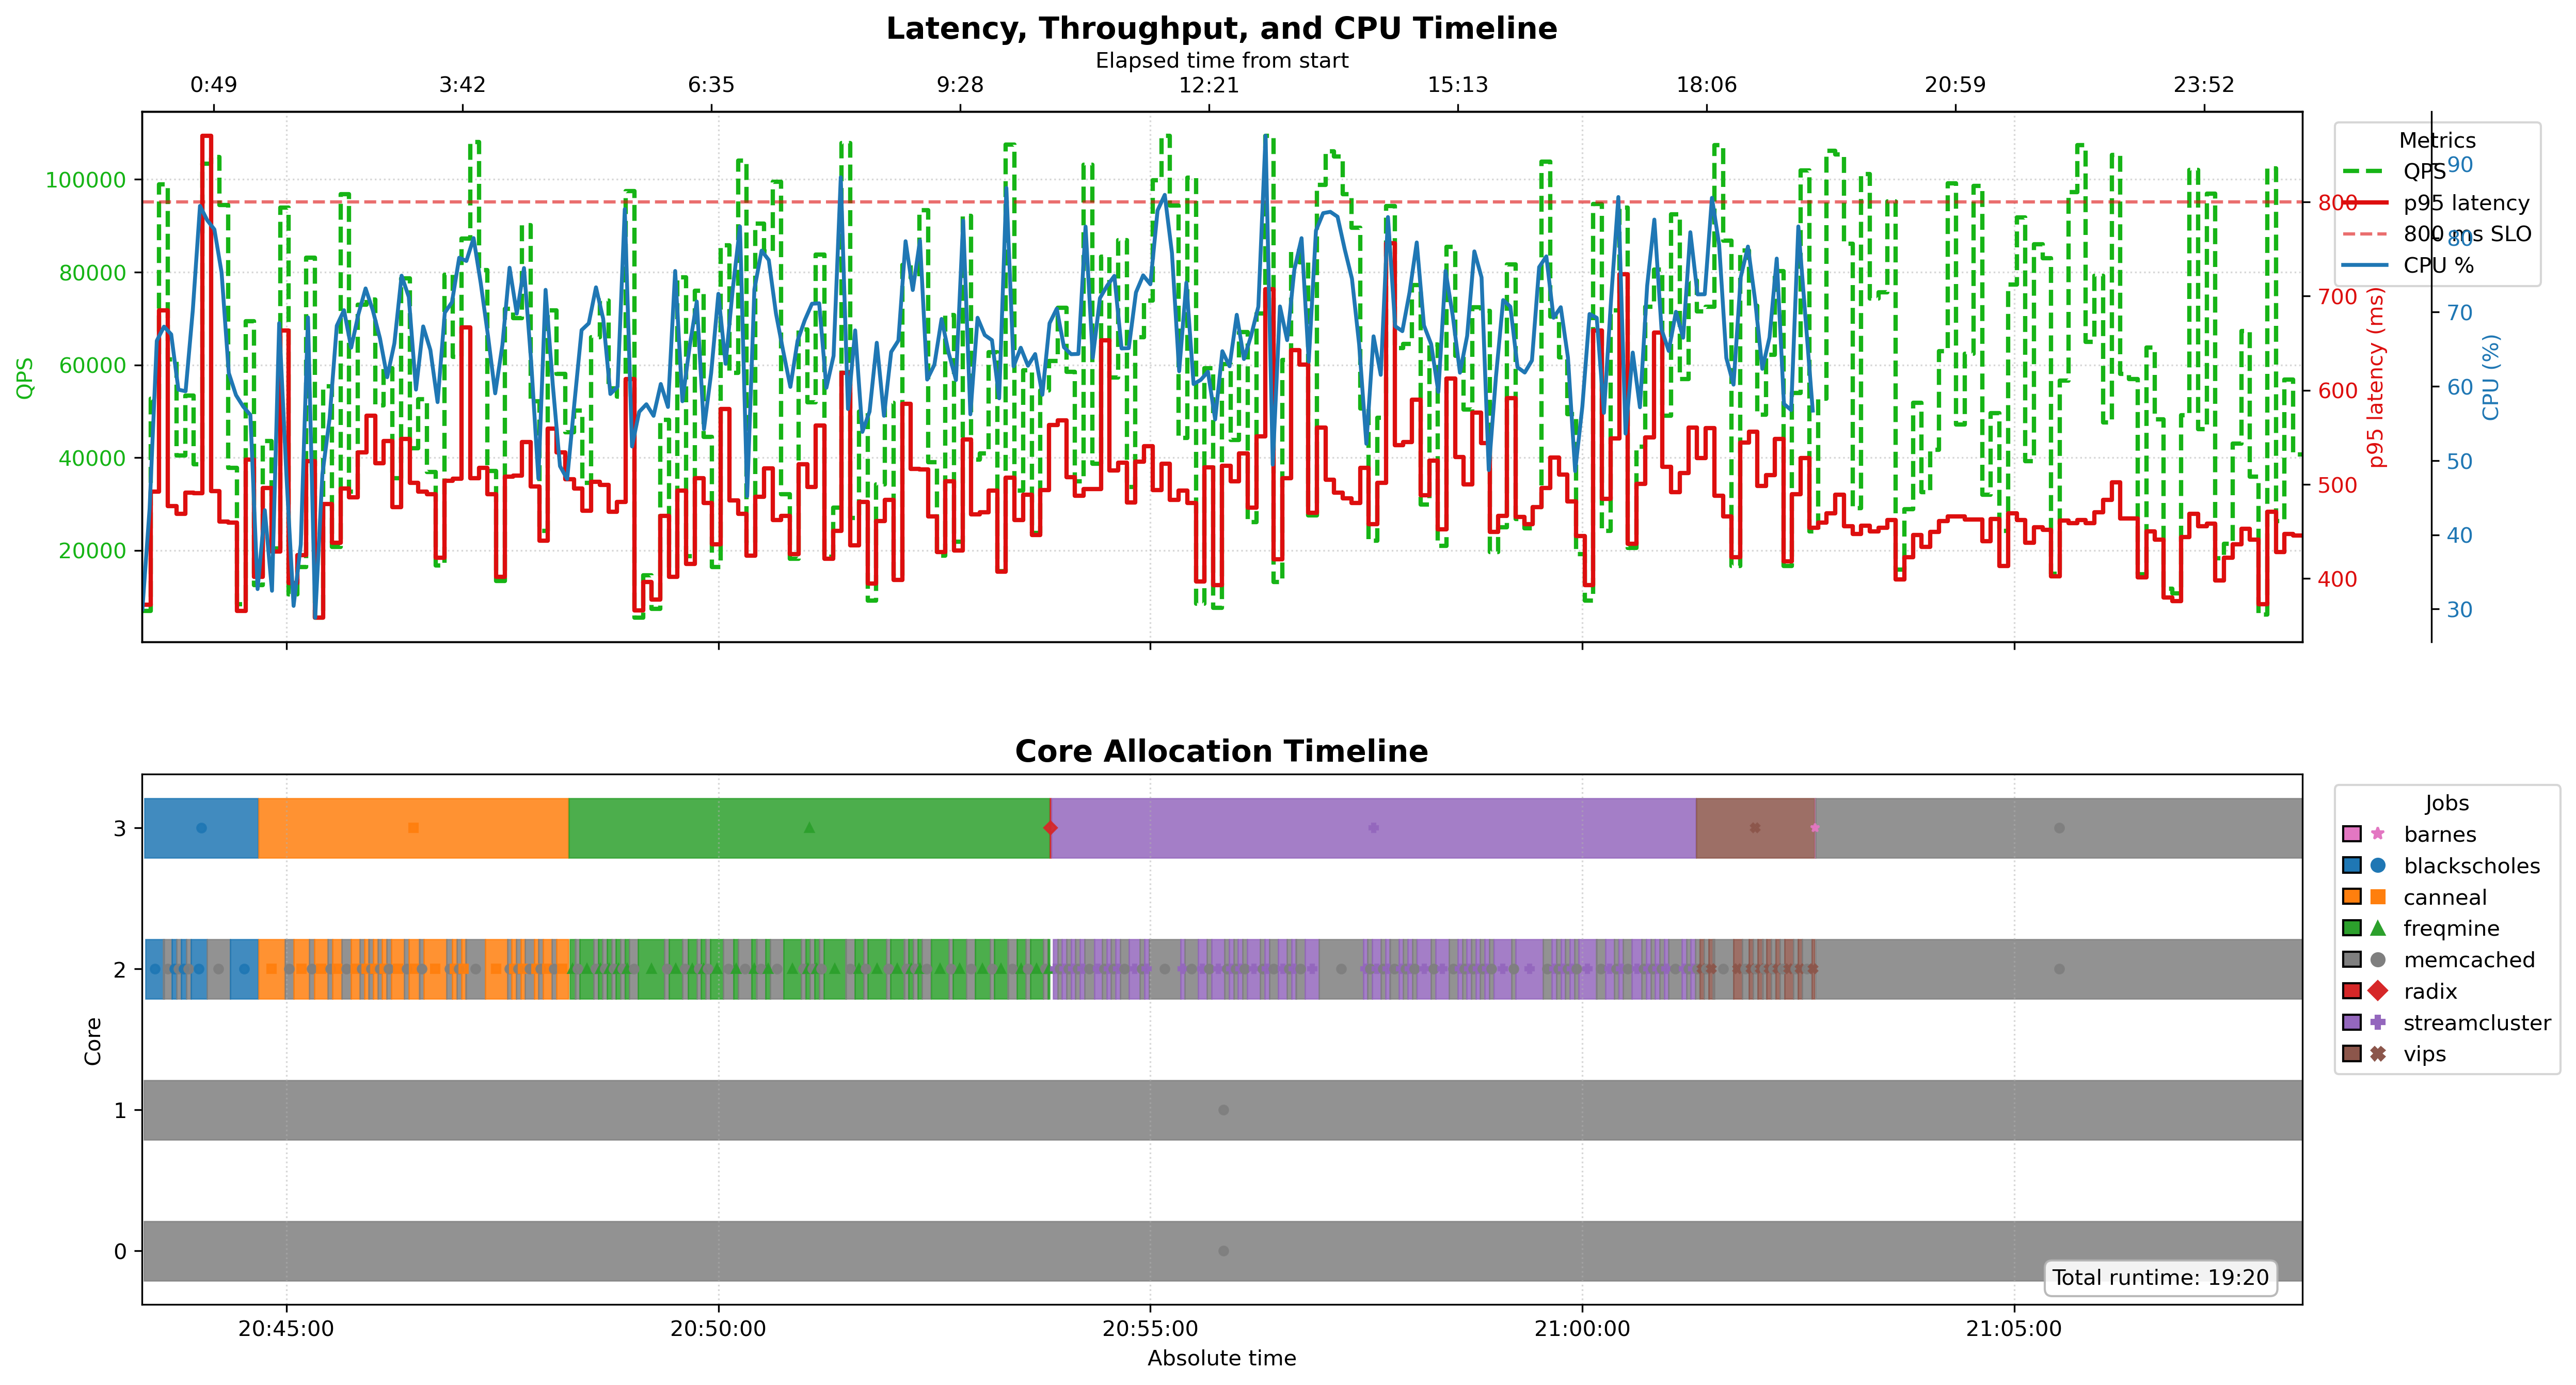 Latency, Throughput, and CPU Timeline
Elapsed time from start
0:49 3:42 6:35 9:28 12:21 15:13 18:06 20:59 23:52
QPS
100000
80000
60000
40000
20000
800
700
600
500
400
p95 latency (ms)
90
80
70
60
50
40
30
CPU (%)
Metrics
QPS
p95 latency
800 ms SLO
CPU %
Core Allocation Timeline
Core
3
2
1
0
Total runtime: 19:20
20:45:00 20:50:00 20:55:00 21:00:00 21:05:00
Absolute time
Jobs
barnes
blackscholes
canneal
freqmine
memcached
radix
streamcluster
vips